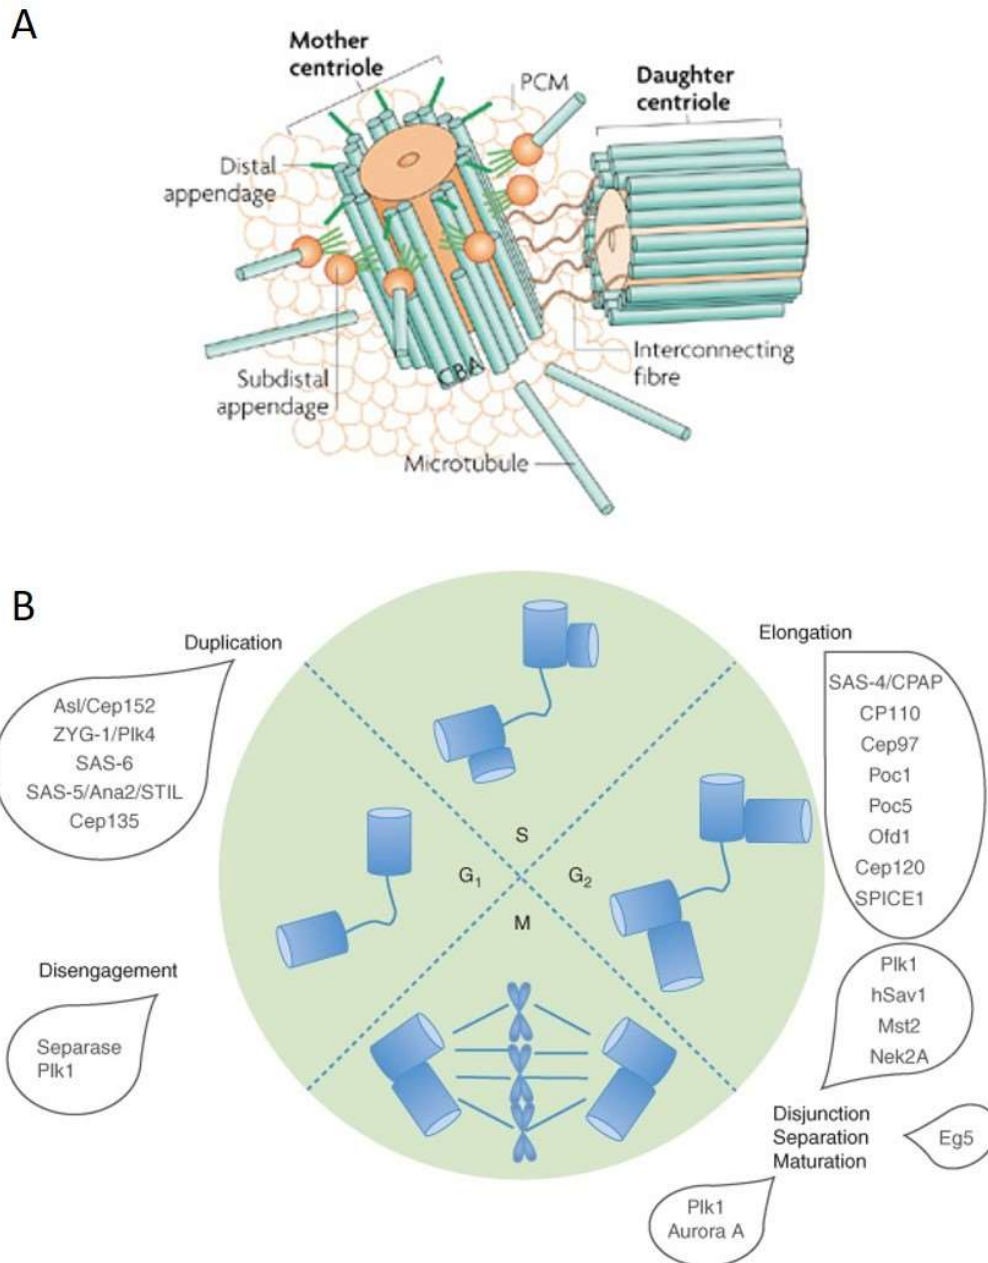 A
Mother
centriole
PCM
Daughter
centriole
Distal
appendage
Subdistal
appendage
CBA
Interconnecting
fibre
Microtubule
B
Duplication
Asl/Cep152
ZYG-1/Plk4
SAS-6
SAS-5/Ana2/STIL
Cep135
Elongation
SAS-4/CPAP
CP110
Cep97
Poc1
Poc5
Ofd1
Cep120
SPICE1
S
G1
G2
M
Disengagement
Separase
Plk1
Plk1
hSav1
Mst2
Nek2A
Disjunction
Separation
Maturation
Eg5
Plk1
Aurora A